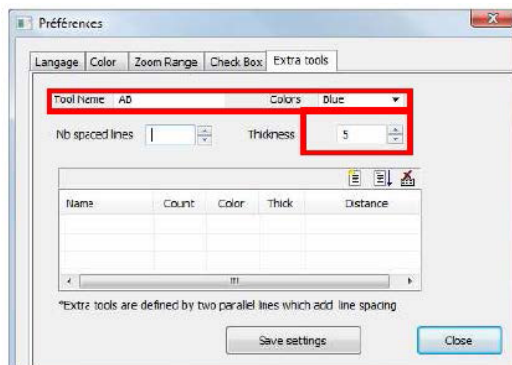 Préférences
Langage Color Zoom Range Check Box Extra tools
Tool Name AB Colors Blue
Nb spaced lines Thickness 5
Name Count Color Thick Distance
*Extra tools are defined by two parallel lines which add line spacing
Save settings Close